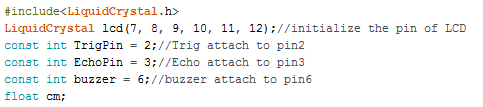 #include<LiquidCrystal.h>
LiquidCrystal lcd(7, 8, 9, 10, 11, 12);//initialize the pin of LCD
const int TrigPin = 2;//Trig attach to pin2
const int EchoPin = 3;//Echo attach to pin3
const int buzzer = 6;//buzzer attach to pin6
float cm;